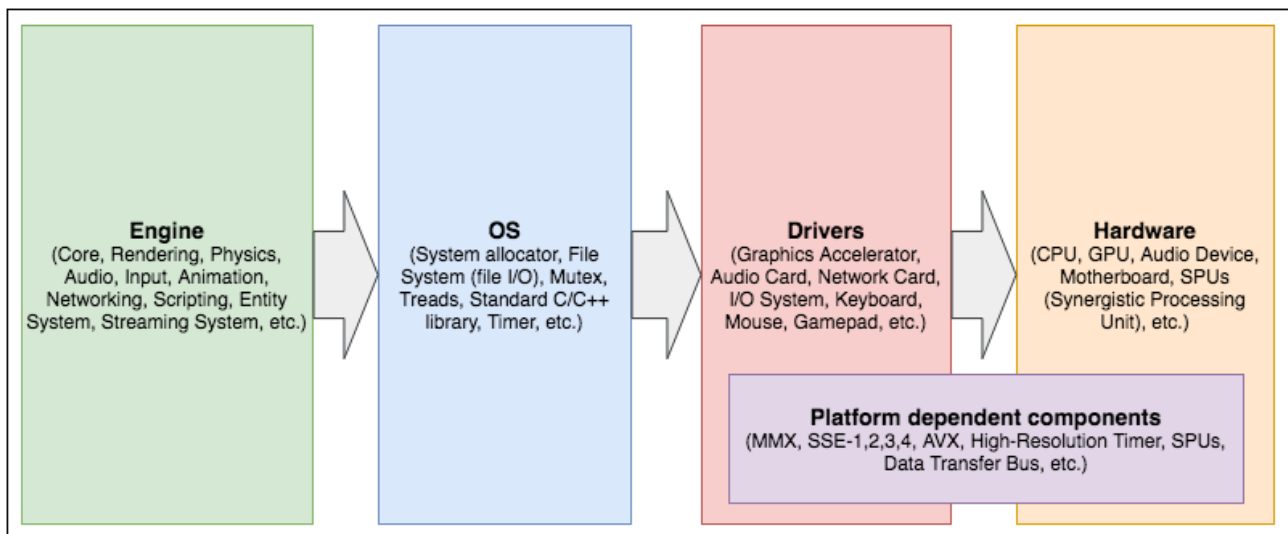 Engine
(Core, Rendering, Physics,
Audio, Input, Animation,
Networking, Scripting, Entity
System, Streaming System, etc.)
OS
(System allocator, File
System (file I/O), Mutex,
Treads, Standard C/C++
library, Timer, etc.)
Drivers
(Graphics Accelerator,
Audio Card, Network Card,
I/O System, Keyboard,
Mouse, Gamepad, etc.)
Hardware
(CPU, GPU, Audio Device,
Motherboard, SPUs
(Synergistic Processing
Unit), etc.)
Platform dependent components
(MMX, SSE-1,2,3,4, AVX, High-Resolution Timer, SPUs,
Data Transfer Bus, etc.)